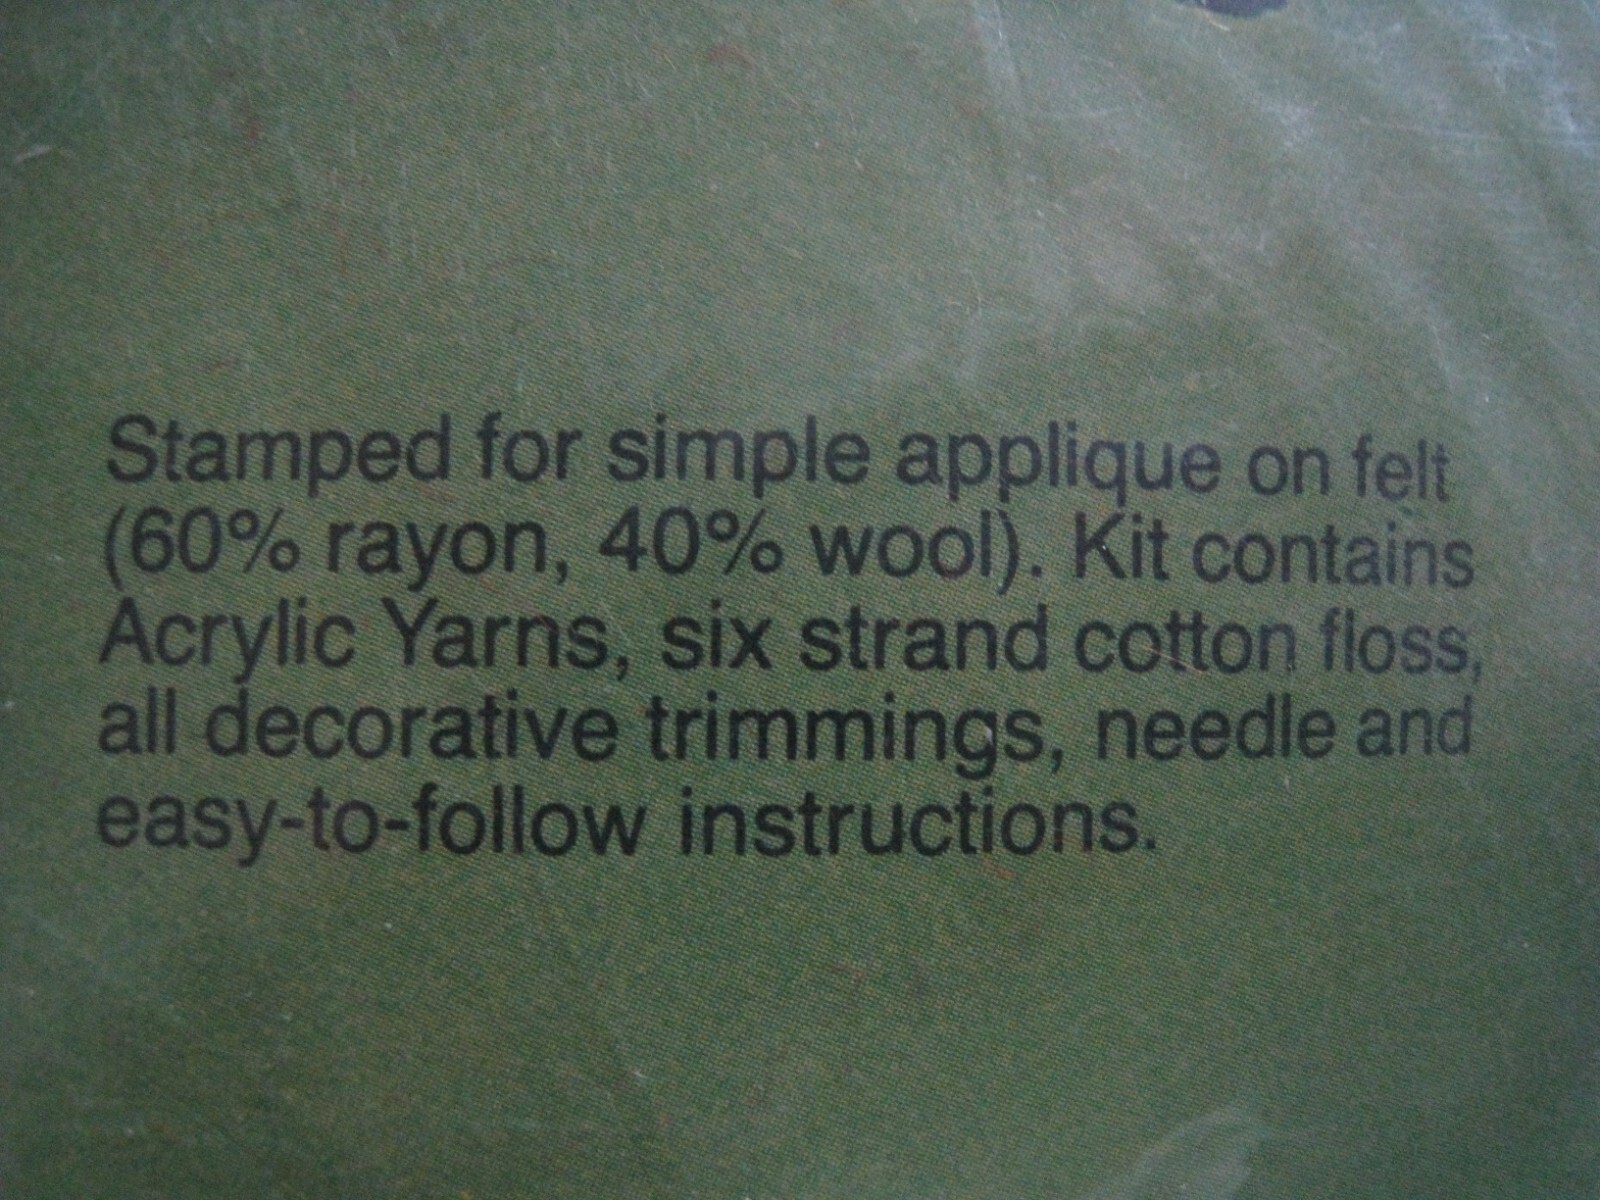 Stamped for simple applique on felt
(60% rayon, 40% wool). Kit contains
Acrylic Yarns, six strand cotton floss,
all decorative trimmings, needle and
easy-to-follow instructions.